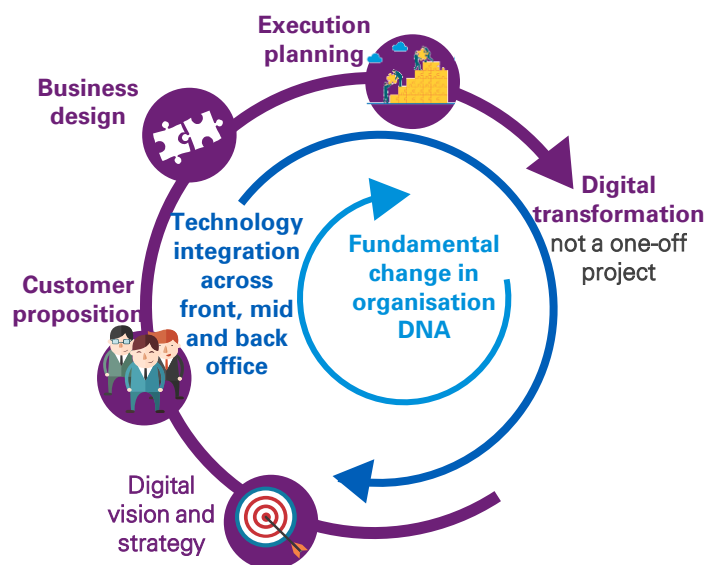 Execution
planning
Business
design
Digital
transformation
not a one-off
project
Technology
integration
across
front, mid
and back
office
Fundamental
change in
organisation
DNA
Customer
proposition
Digital
vision and
strategy